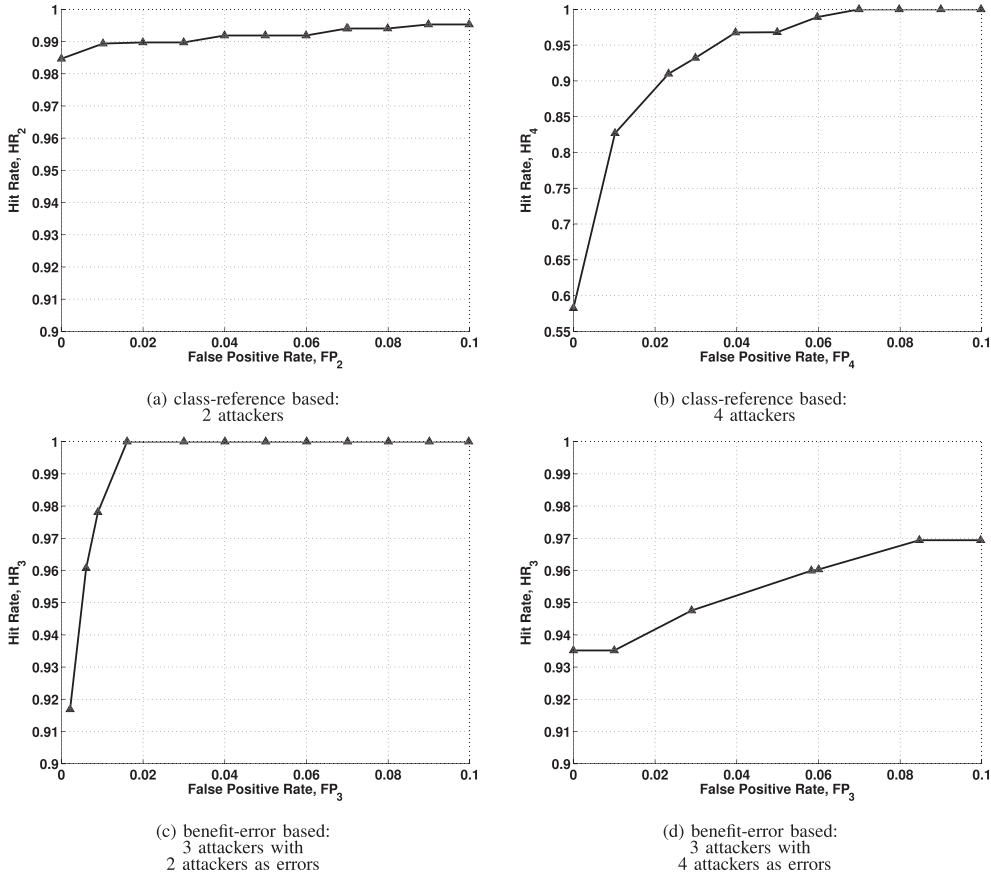 1
0.99
0.98
0.97
0.96
0.95
0.94
0.93
0.92
0.91
0.9
Hit Rate, HR2
0 0.02 0.04 0.06 0.08 0.1
False Positive Rate, FP2
(a) class-reference based:
2 attackers
1
0.95
0.9
0.85
0.8
0.75
0.7
0.65
0.6
0.55
Hit Rate, HR4
0 0.02 0.04 0.06 0.08 0.1
False Positive Rate, FP4
(b) class-reference based:
4 attackers
1
0.99
0.98
0.97
0.96
0.95
0.94
0.93
0.92
0.91
0.9
Hit Rate, HR3
0 0.02 0.04 0.06 0.08 0.1
False Positive Rate, FP3
(c) benefit-error based:
3 attackers with
2 attackers as errors
1
0.99
0.98
0.97
0.96
0.95
0.94
0.93
0.92
0.91
0.9
Hit Rate, HR3
0 0.02 0.04 0.06 0.08 0.1
False Positive Rate, FP3
(d) benefit-error based:
3 attackers with
4 attackers as errors